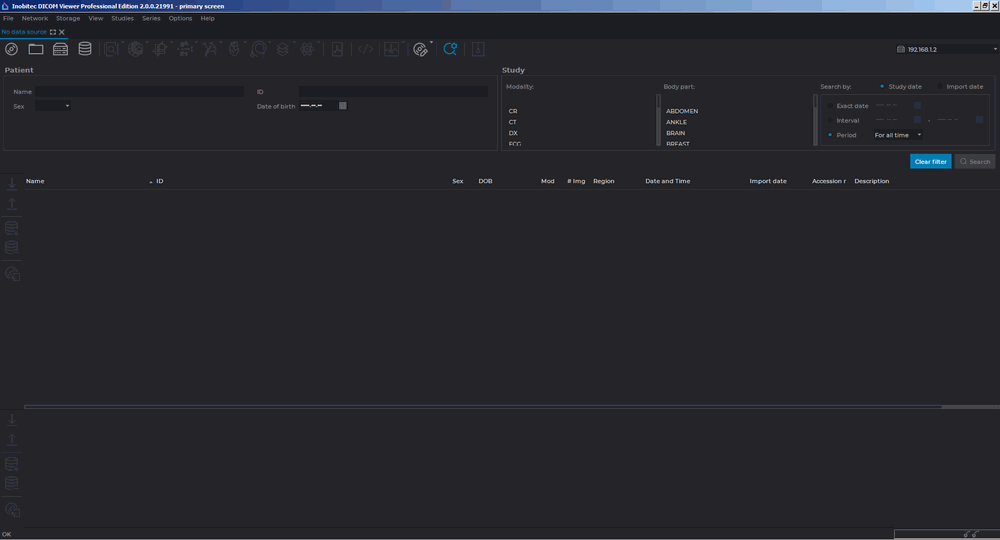 Inobitec DICOM Viewer Professional Edition 2.0.0.21991 - primary screen
File Network Storage View Studies Series Options Help
No data source
192.168.1.2
Patient
Study
Name
ID
Sex
Date of birth
Modality:
CR
CT
DX
ECG
Body part:
ABDOMEN
ANKLE
BRAIN
BREAST
Search by:
Study date
Import date
Exact date
Interval
Period
For all time
Clear filter
Search
Name ID Sex DOB Mod # Img Region Date and Time Import date Accession r Description
OK